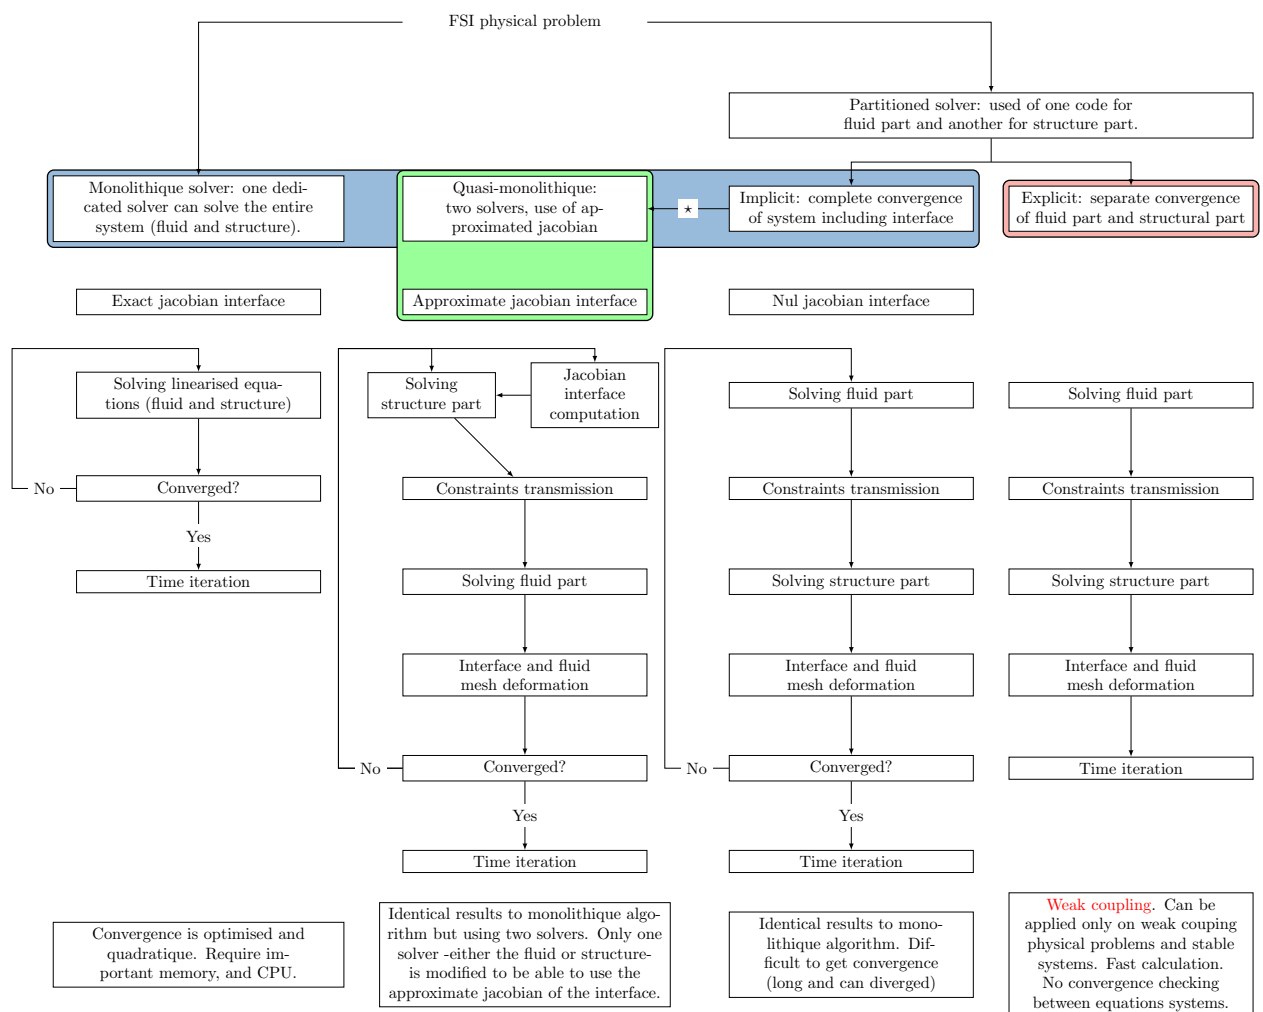 FSI physical problem
Partitioned solver: used of one code for
fluid part and another for structure part.
Monolithique solver: one dedi-
cated solver can solve the entire
system (fluid and structure).
Quasi-monolithique:
two solvers, use of ap-
proximated jacobian
⋆
Implicit: complete convergence
of system including interface
Explicit: separate convergence
of fluid part and structural part
Exact jacobian interface
Approximate jacobian interface
Nul jacobian interface
Solving linearised equa-
tions (fluid and structure)
Converged?
No
Yes
Time iteration
Solving
structure part
Jacobian
interface
computation
Constraints transmission
Solving fluid part
Interface and fluid
mesh deformation
Converged?
No
Yes
Time iteration
Solving fluid part
Constraints transmission
Solving structure part
Interface and fluid
mesh deformation
Converged?
No
Yes
Time iteration
Solving fluid part
Constraints transmission
Solving structure part
Interface and fluid
mesh deformation
Time iteration
Convergence is optimised and
quadratique. Require im-
portant memory, and CPU.
Identical results to monolithique algo-
rithm but using two solvers. Only one
solver -either the fluid or structure-
is modified to be able to use the
approximate jacobian of the interface.
Identical results to mono-
lithique algorithm. Dif-
ficult to get convergence
(long and can diverged)
Weak coupling. Can be
applied only on weak couping
physical problems and stable
systems. Fast calculation.
No convergence checking
between equations systems.